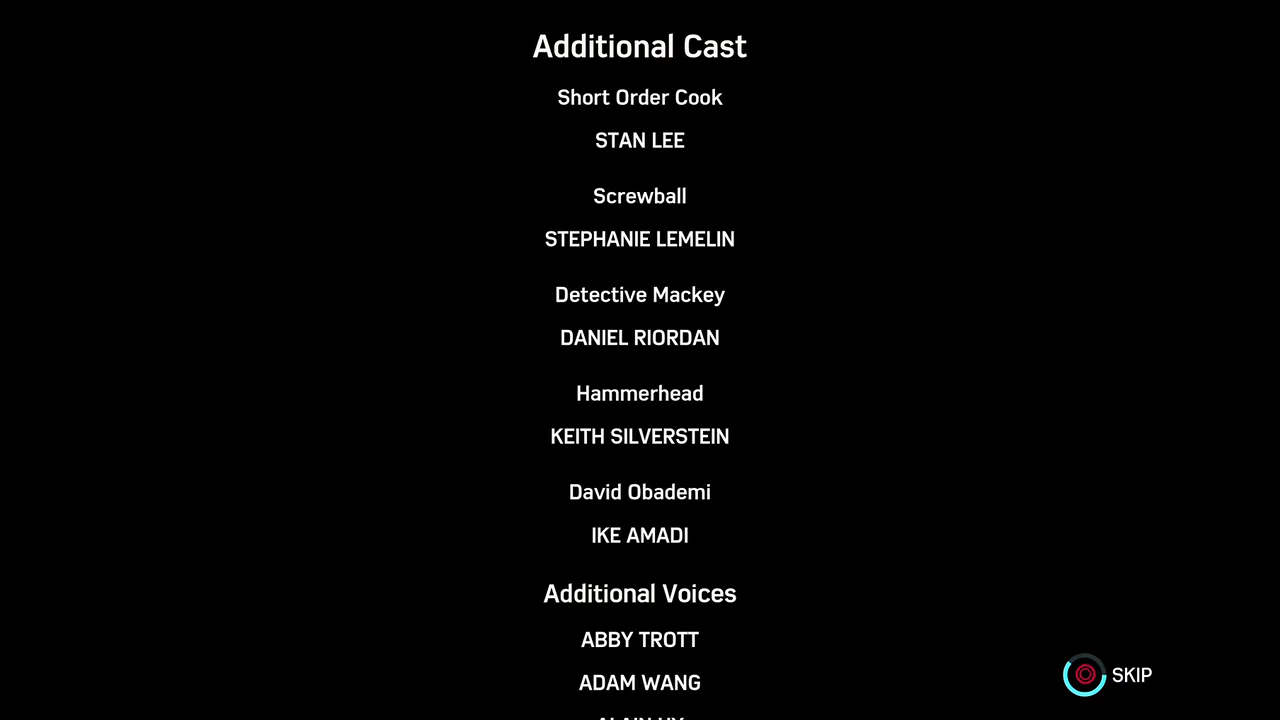 Additional Cast
Short Order Cook
STAN LEE
Screwball
STEPHANIE LEMELIN
Detective Mackey
DANIEL RIORDAN
Hammerhead
KEITH SILVERSTEIN
David Obademi
IKE AMADI
Additional Voices
ABBY TROTT
ADAM WANG
SKIP